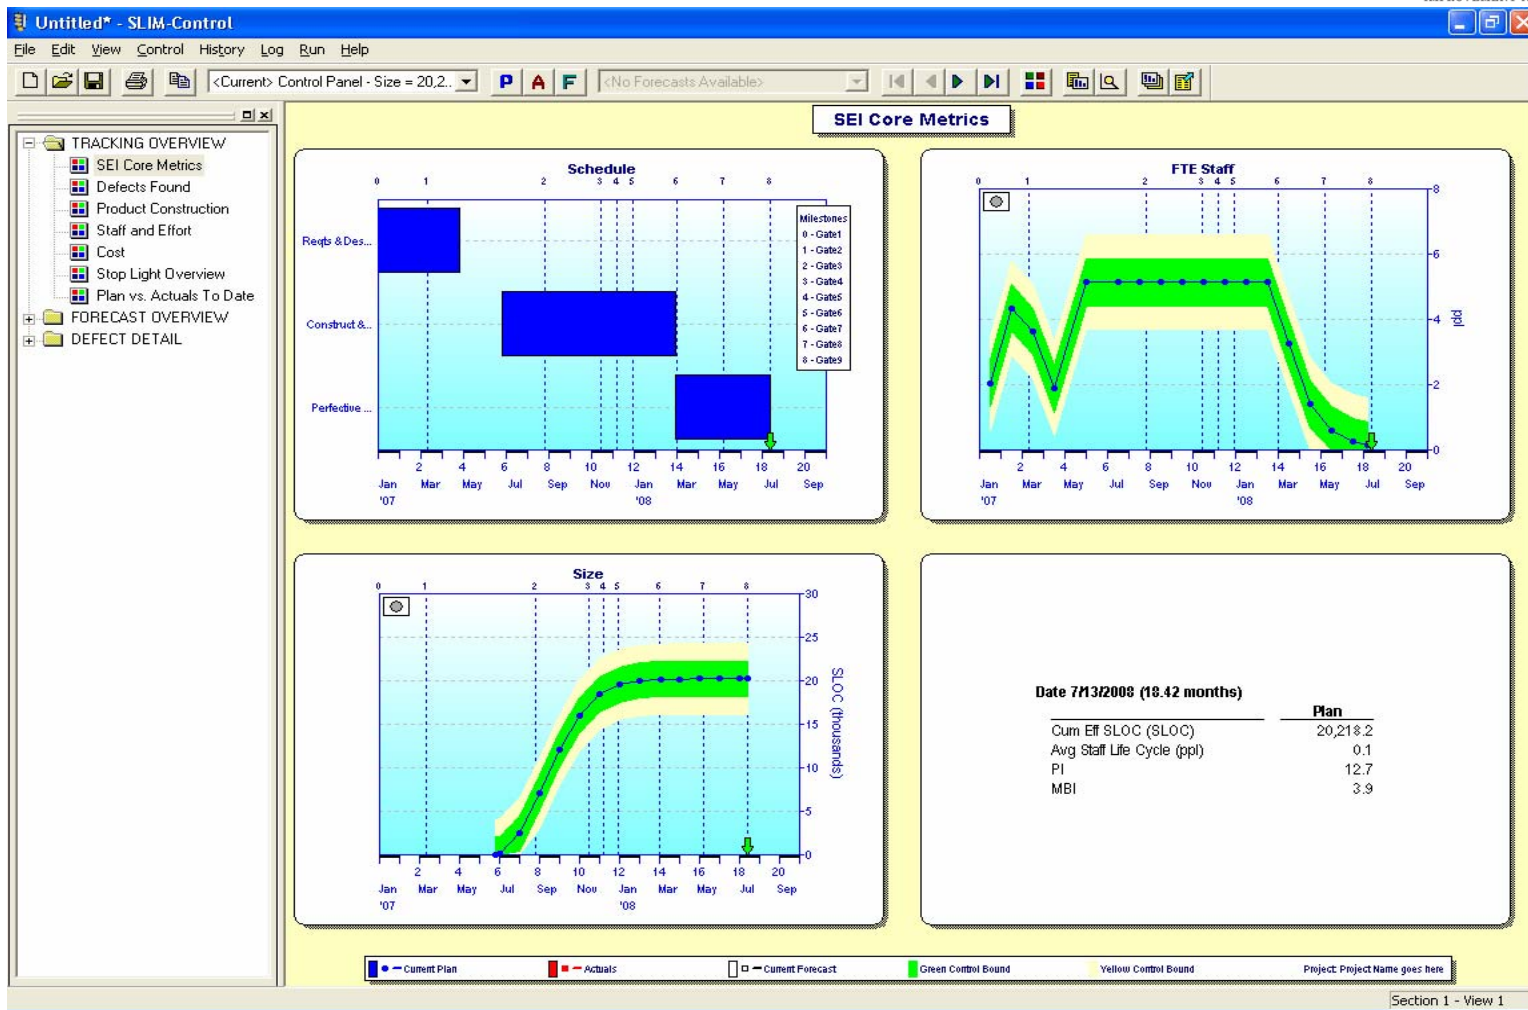 Untitled* - SLIM-Control
File Edit View Control History Log Run Help
<Current> Control Panel - Size = 20,2.. P A F <No Forecasts Available>
TRACKING OVERVIEW
SEI Core Metrics
Defects Found
Product Construction
Staff and Effort
Cost
Stop Light Overview
Plan vs. Actuals To Date
FORECAST OVERVIEW
DEFECT DETAIL
SEI Core Metrics
Schedule
0 1 2 3 4 5 6 7 8
Reqts & Des...
Construct &...
Perfective ...
Milestones
0 - Gate1
1 - Gate2
2 - Gate3
3 - Gate4
4 - Gate5
5 - Gate6
6 - Gate7
7 - Gate8
8 - Gate9
2 4 6 8 10 12 14 16 18 20
Jan Mar May Jul Sep Nov Jan Mar May Jul Sep
'07 '08
FTE Staff
0 1 2 3 4 5 6 7 8
8
6
4
2
0
ppl
2 4 6 8 10 12 14 16 18 20
Jan Mar May Jul Sep Nov Jan Mar May Jul Sep
'07 '08
Size
0 1 2 3 4 5 6 7 8
30
25
20
15
10
5
0
SLOC (thousands)
2 4 6 8 10 12 14 16 18 20
Jan Mar May Jul Sep Nov Jan Mar May Jul Sep
'07 '08
Date 7/13/2008 (18.42 months)
Plan
Cum Eff SLOC (SLOC) 20,218.2
Avg Staff Life Cycle (ppl) 0.1
PI 12.7
MBI 3.9
Current Plan Actuals Current Forecast Green Control Bound Yellow Control Bound Project: Project Name goes here
Section 1 - View 1